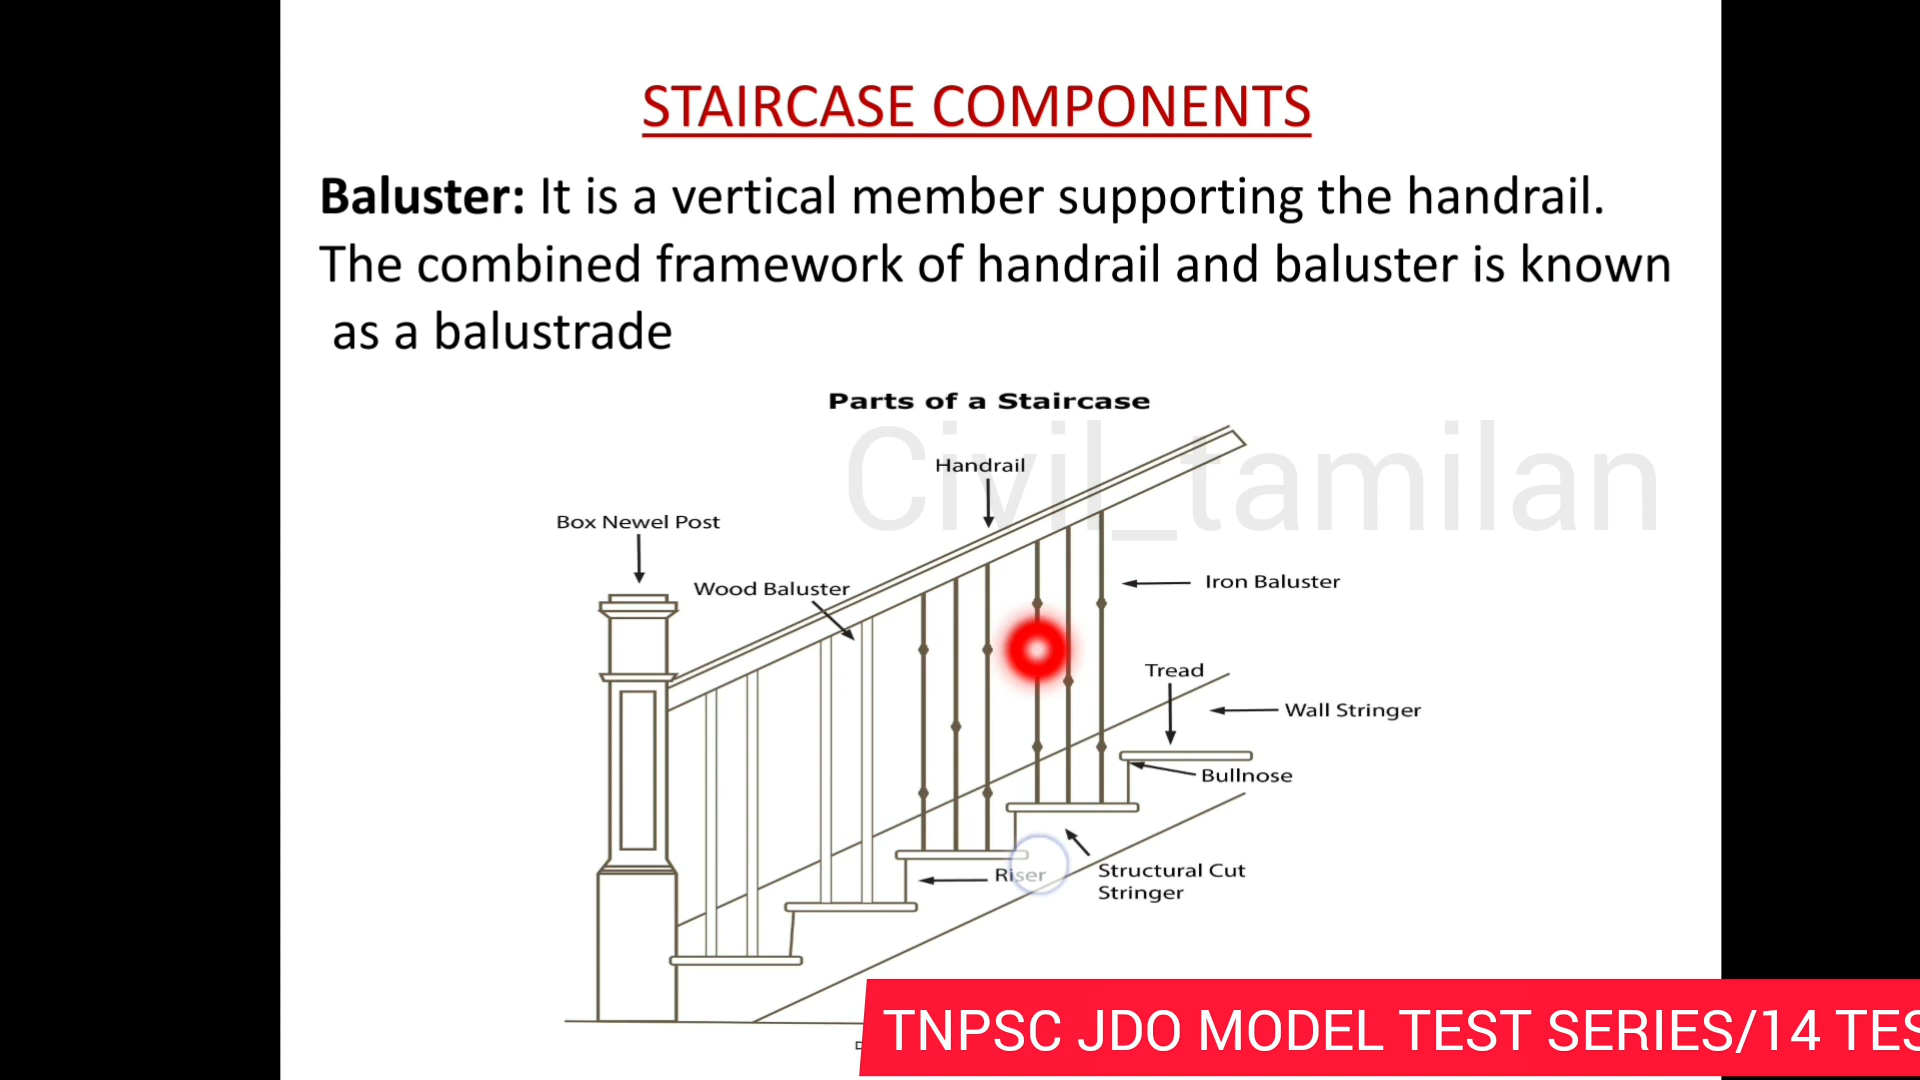 STAIRCASE COMPONENTS
Baluster: It is a vertical member supporting the handrail.
The combined framework of handrail and baluster is known
as a balustrade
Parts of a Staircase
Civil_tamilan
Handrail
Box Newel Post
Wood Baluster
Iron Baluster
Tread
Wall Stringer
Bullnose
Riser
Structural Cut
Stringer
TNPSC JDO MODEL TEST SERIES/14 TES